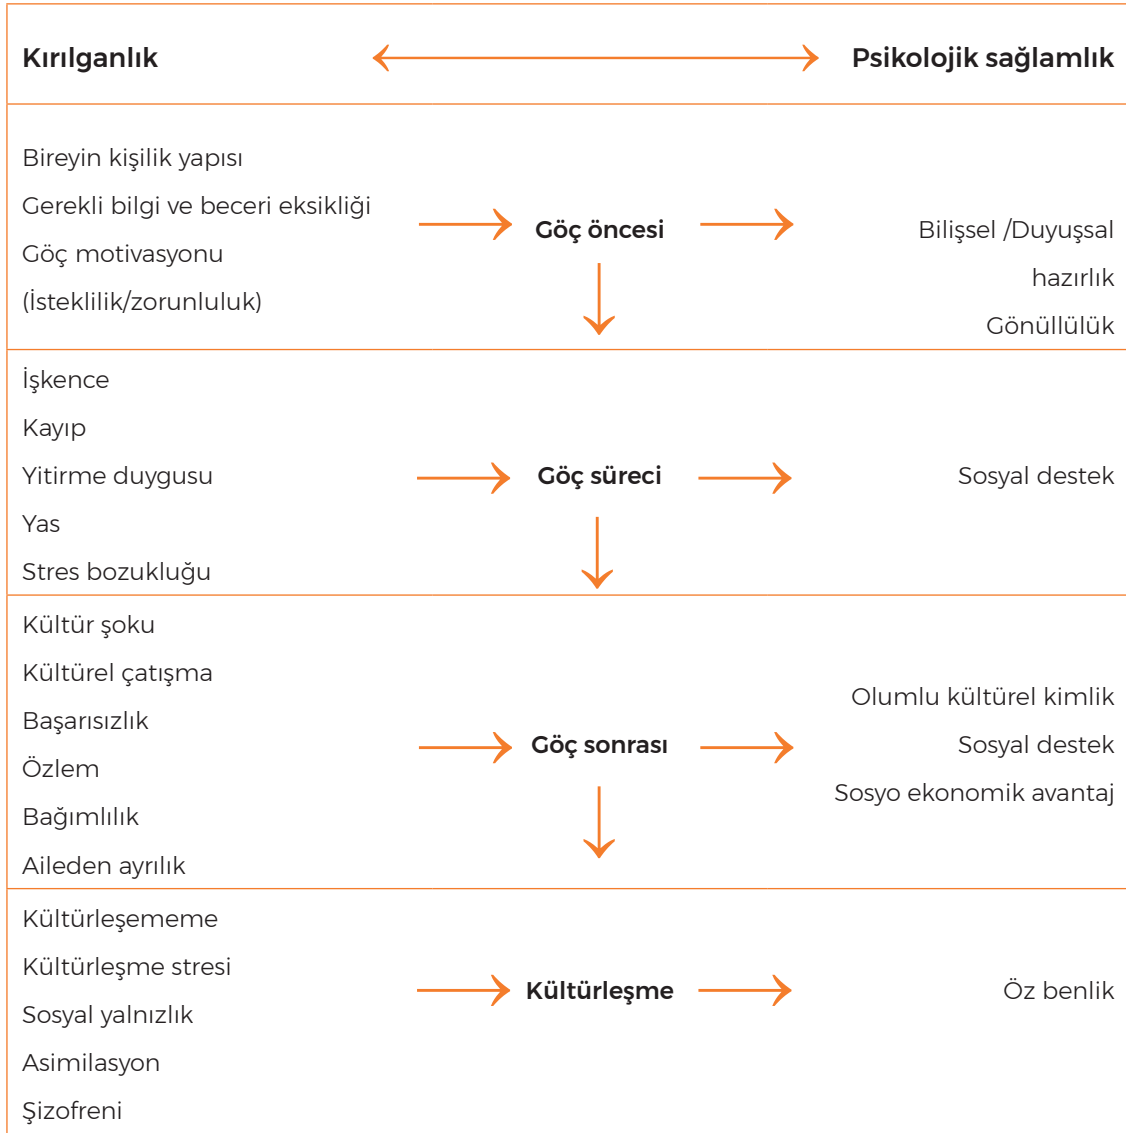 Kırılganlık
Psikolojik sağlamlık
Bireyin kişilik yapısı
Gerekli bilgi ve beceri eksikliği
Göç motivasyonu
(İsteklilik/zorunluluk)
Göç öncesi
Bilişsel /Duyuşsal
hazırlık
Gönüllülük
İşkence
Kayıp
Yitirme duygusu
Yas
Stres bozukluğu
Göç süreci
Sosyal destek
Kültür şoku
Kültürel çatışma
Başarısızlık
Özlem
Bağımlılık
Aileden ayrılık
Göç sonrası
Olumlu kültürel kimlik
Sosyal destek
Sosyo ekonomik avantaj
Kültürleşememe
Kültürleşme stresi
Sosyal yalnızlık
Asimilasyon
Şizofreni
Kültürleşme
Öz benlik